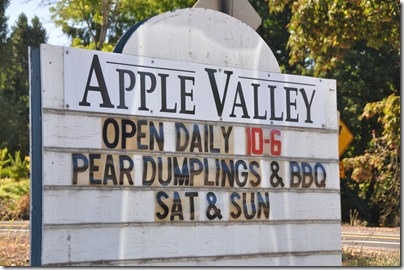 APPLE VALLEY
OPEN DAILY 10-6
PEAR DUMPLINGS & BBQ
SAT & SUN